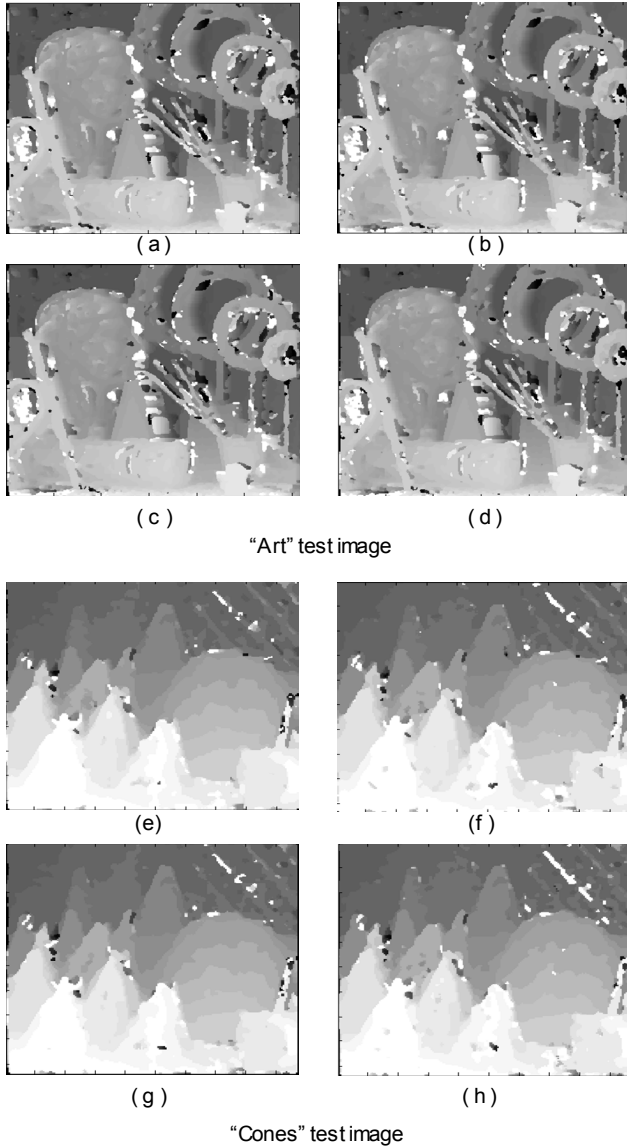 ( a ) ( b )
( c ) ( d )
“Art” test image
(e) (f)
( g ) ( h )
“Cones” test image